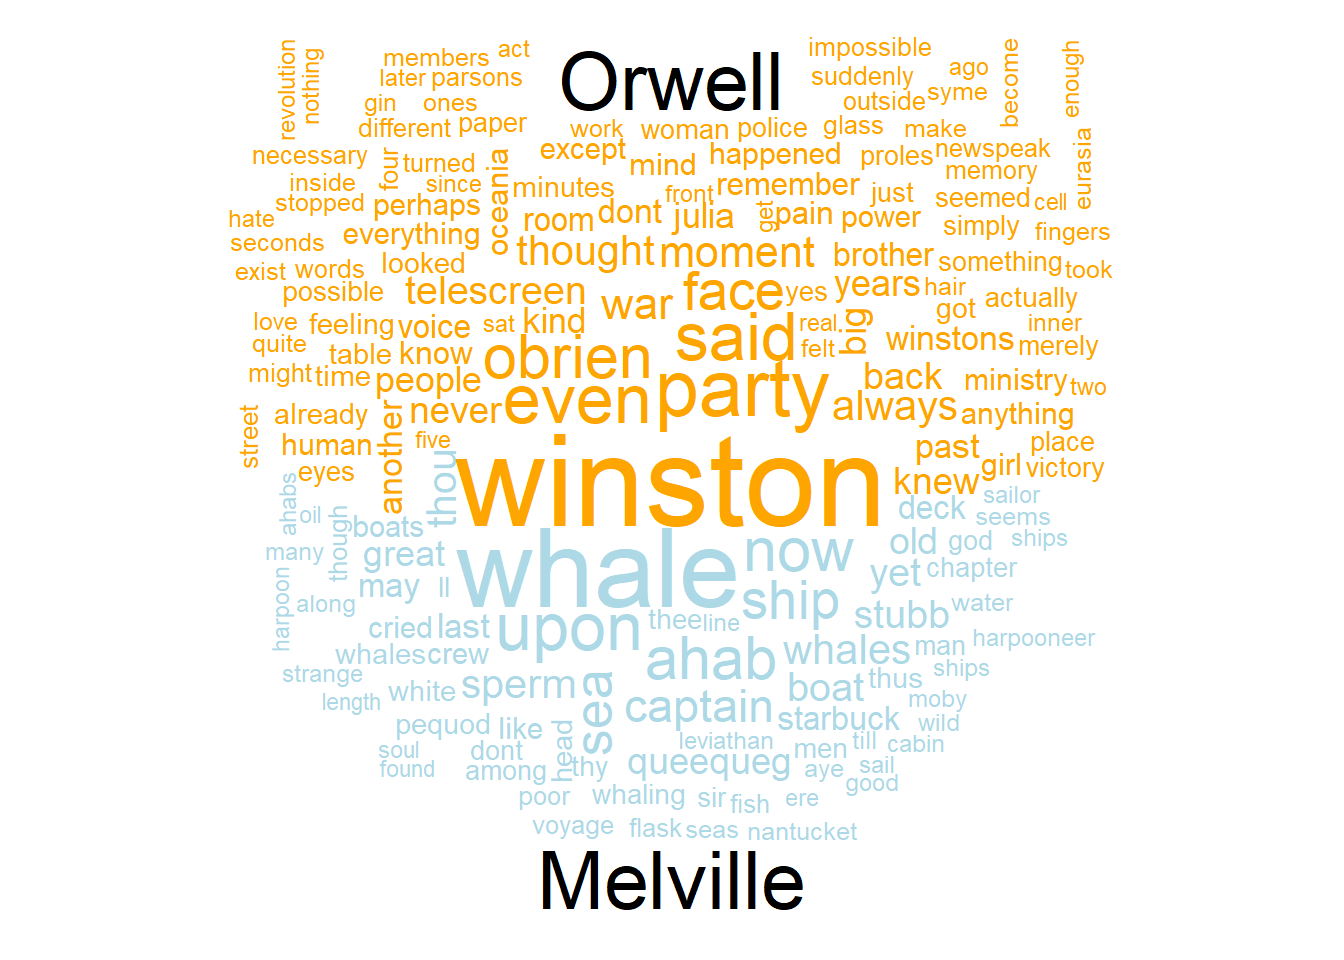 Orwell
revolution nothing members act impossible ago become enough
later parsons suddenly
gin ones outside syme
different paper work woman police glass make
necessary four turned except mind happened proles newspeak eurasia
inside since oceania minutes front remember just memory
stopped perhaps seemed cell
hate room dont julia get pain power simply fingers
seconds everything thought moment brother something took
exist words looked
possible telescreen war face yes years hair got actually
love feeling voice sat kind said real big winstons inner
quite table know obrien felt merely
might time people even party back ministry two
street already another never always anything
human five past place
eyes winston knew girl victory
thou
ahabs oil though boats deck sailor
seems
many great whale now old god ships
harpoon may ll yet chapter
along ship stubb water
cried last upon thee line
whales crew ahab whales man harpooneer
strange sperm sea boat thus ships
length white captain starbuck moby
pequod like wild
soul dont head leviathan men till cabin
found among thy queequeg aye sail
good
poor whaling sir fish ere
voyage flask seas nantucket
Melville